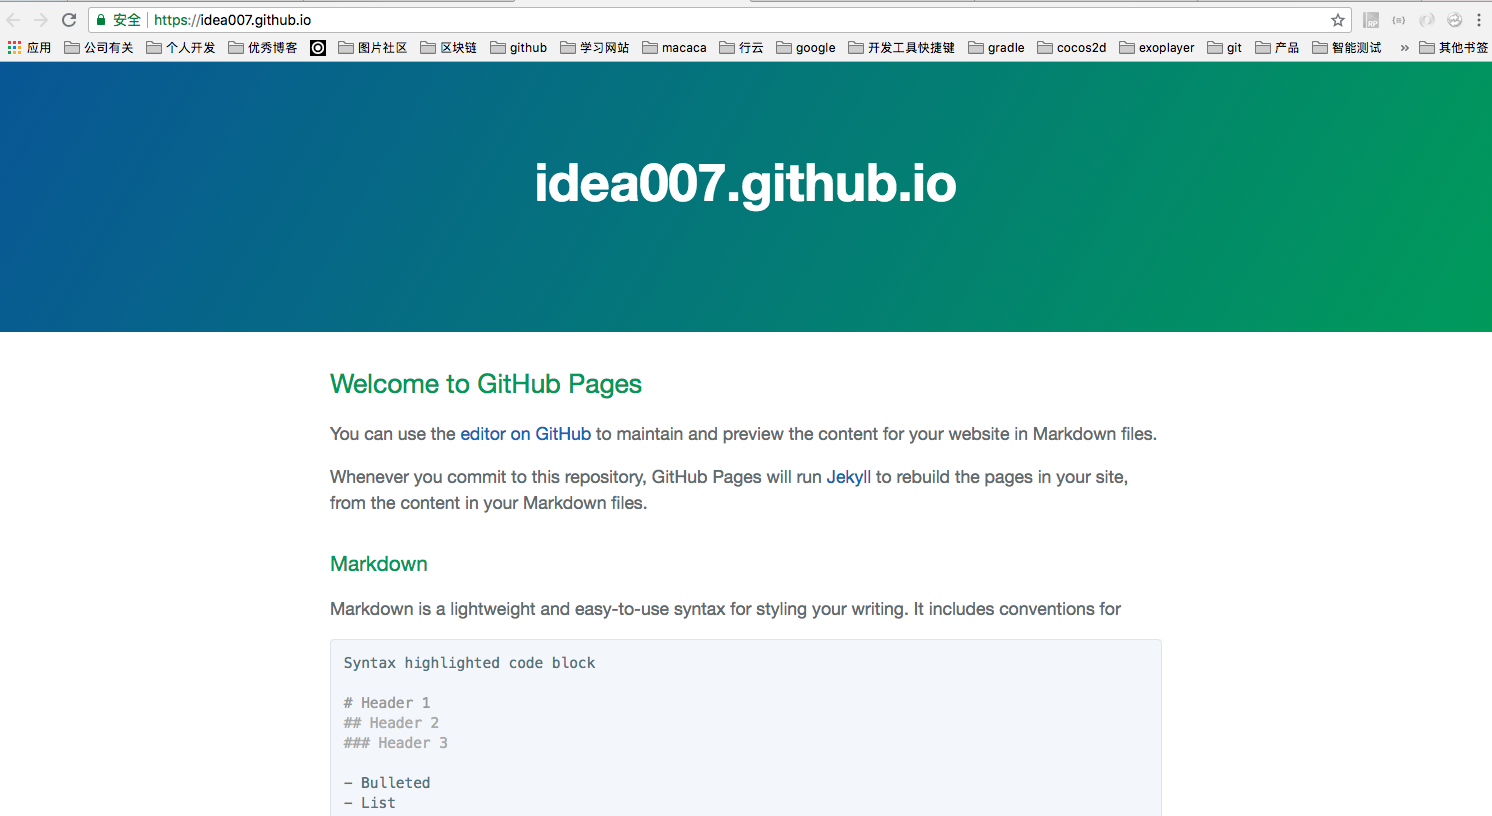 安全 https://idea007.github.io
应用 公司有关 个人开发 优秀博客 图片社区 区块链 github 学习网站 macaca 行云 google 开发工具快捷键 gradle cocos2d exoplayer git 产品 智能测试 » 其他书签
idea007.github.io
Welcome to GitHub Pages
You can use the editor on GitHub to maintain and preview the content for your website in Markdown files.
Whenever you commit to this repository, GitHub Pages will run Jekyll to rebuild the pages in your site,
from the content in your Markdown files.
Markdown
Markdown is a lightweight and easy-to-use syntax for styling your writing. It includes conventions for
Syntax highlighted code block
# Header 1
## Header 2
### Header 3
- Bulleted
- List